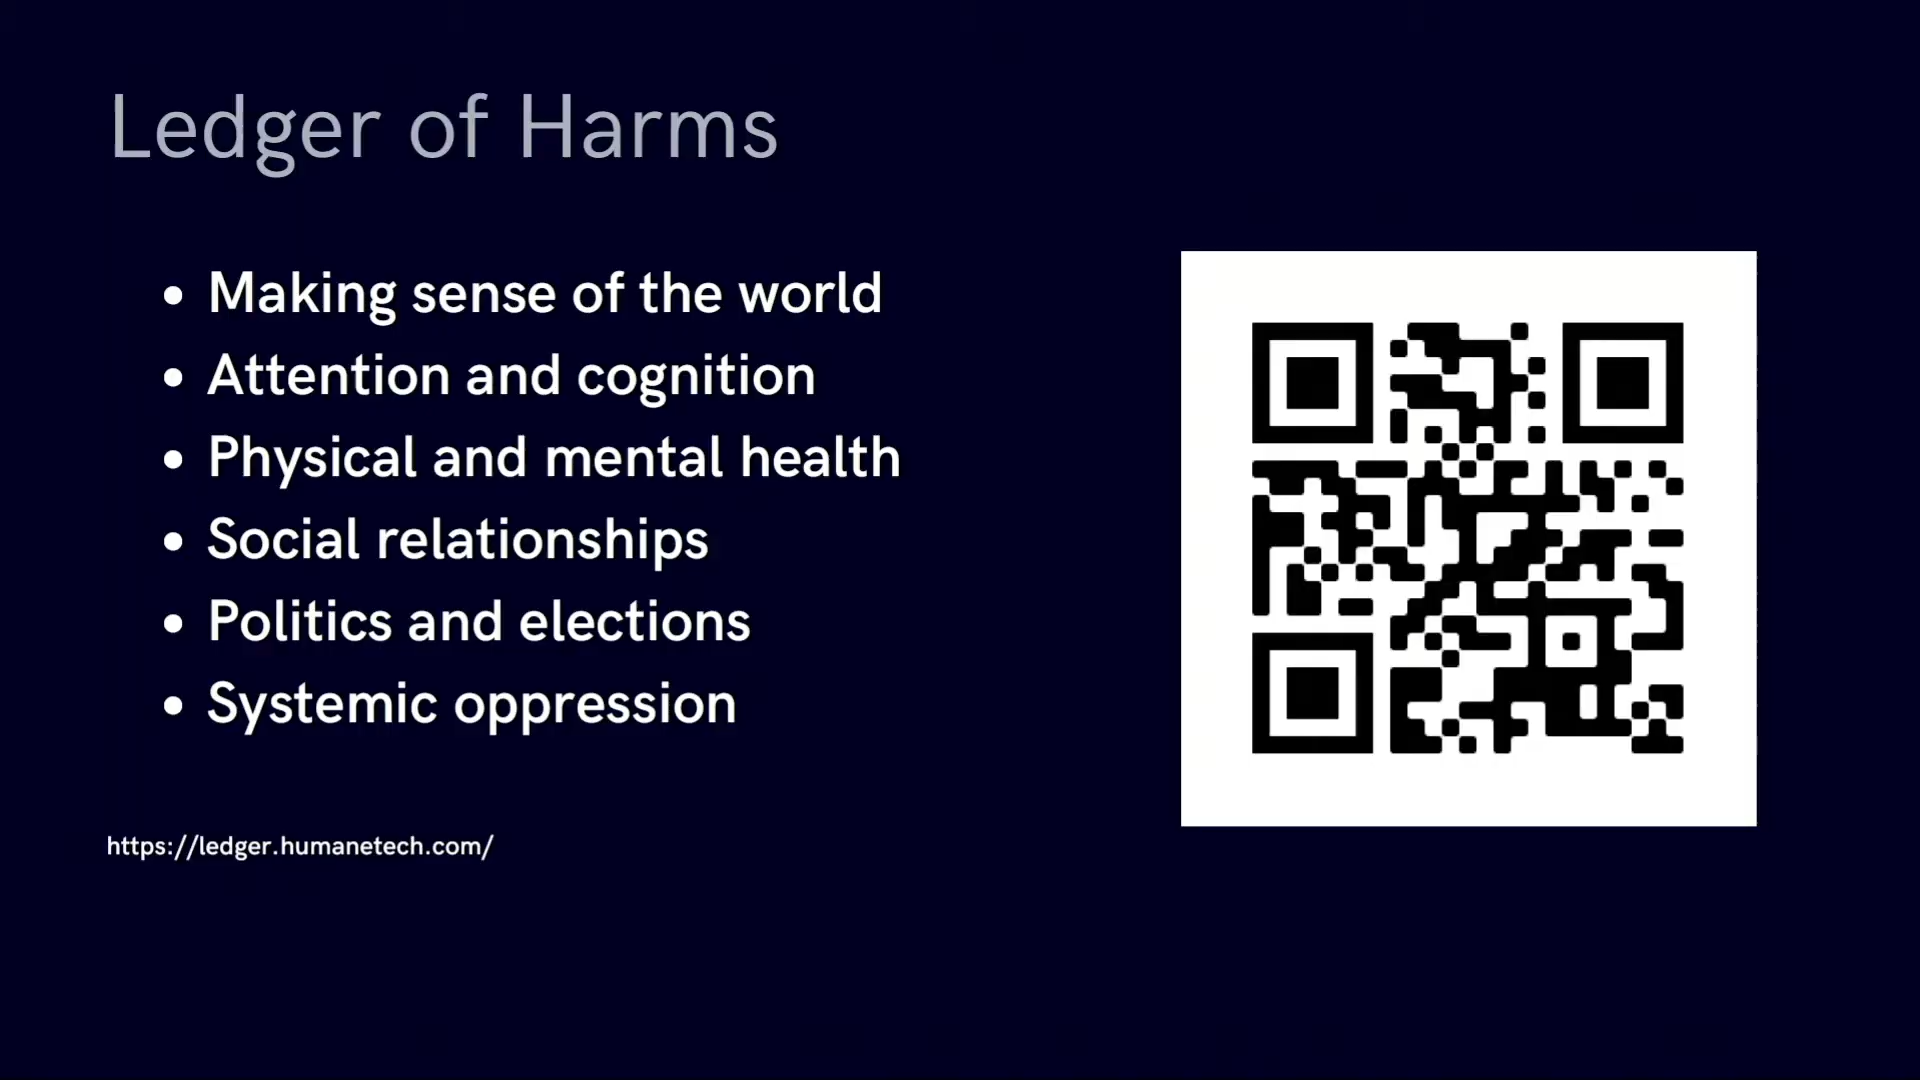 Ledger of Harms
• Making sense of the world
• Attention and cognition
• Physical and mental health
• Social relationships
• Politics and elections
• Systemic oppression
https://ledger.humanetech.com/